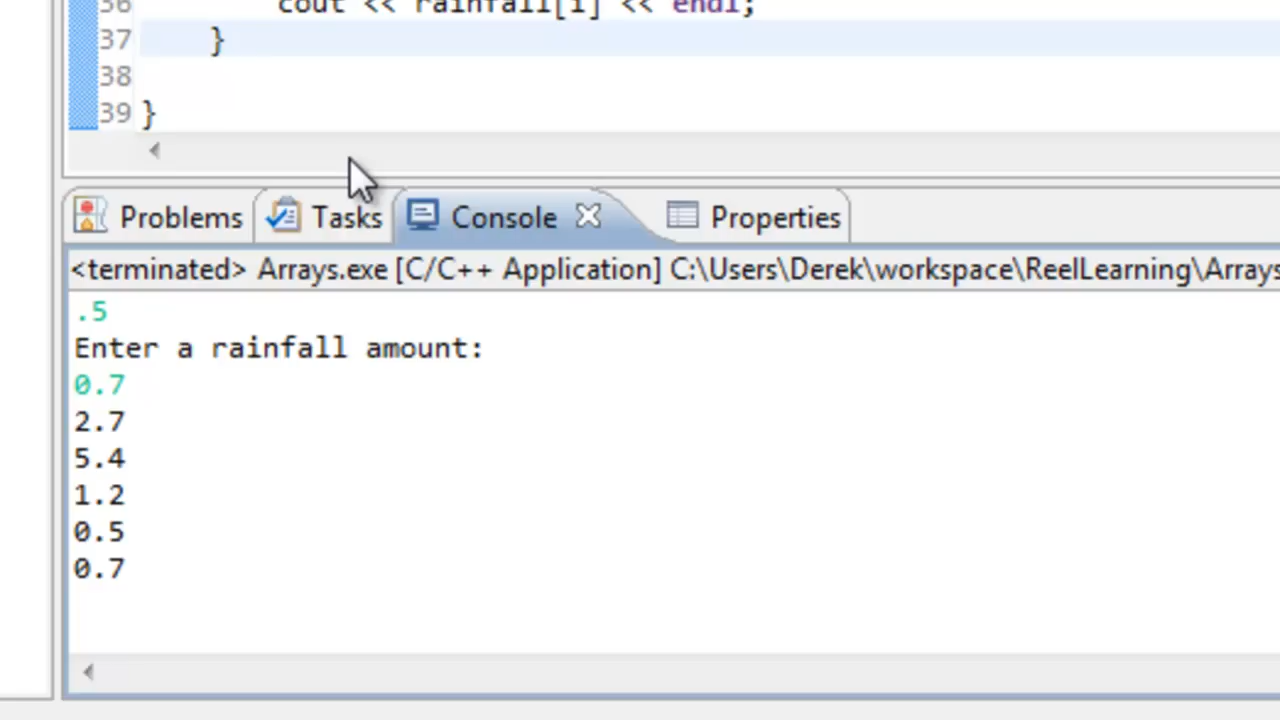 36 cout << rainfall[i] << endl;
37 }
38
39 }
Problems Tasks Console Properties
<terminated> Arrays.exe [C/C++ Application] C:\Users\Derek\workspace\ReelLearning\Arrays
.5
Enter a rainfall amount:
0.7
2.7
5.4
1.2
0.5
0.7